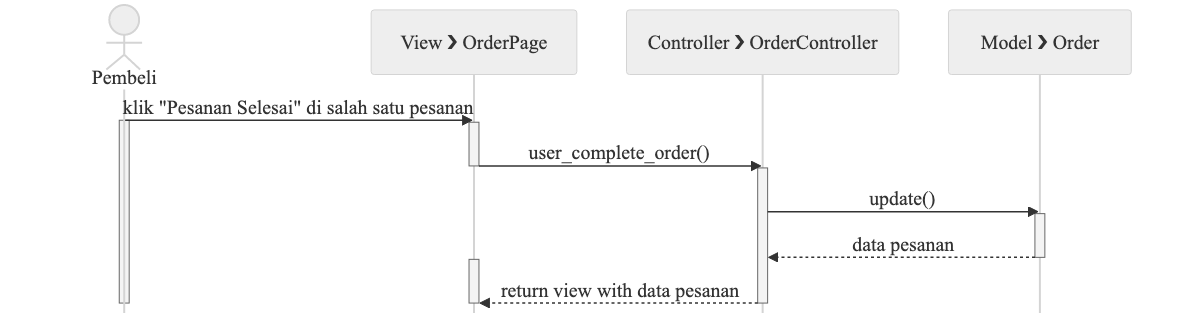 Pembeli
View ❯ OrderPage
Controller ❯ OrderController
Model ❯ Order
klik "Pesanan Selesai" di salah satu pesanan
user_complete_order()
update()
data pesanan
return view with data pesanan